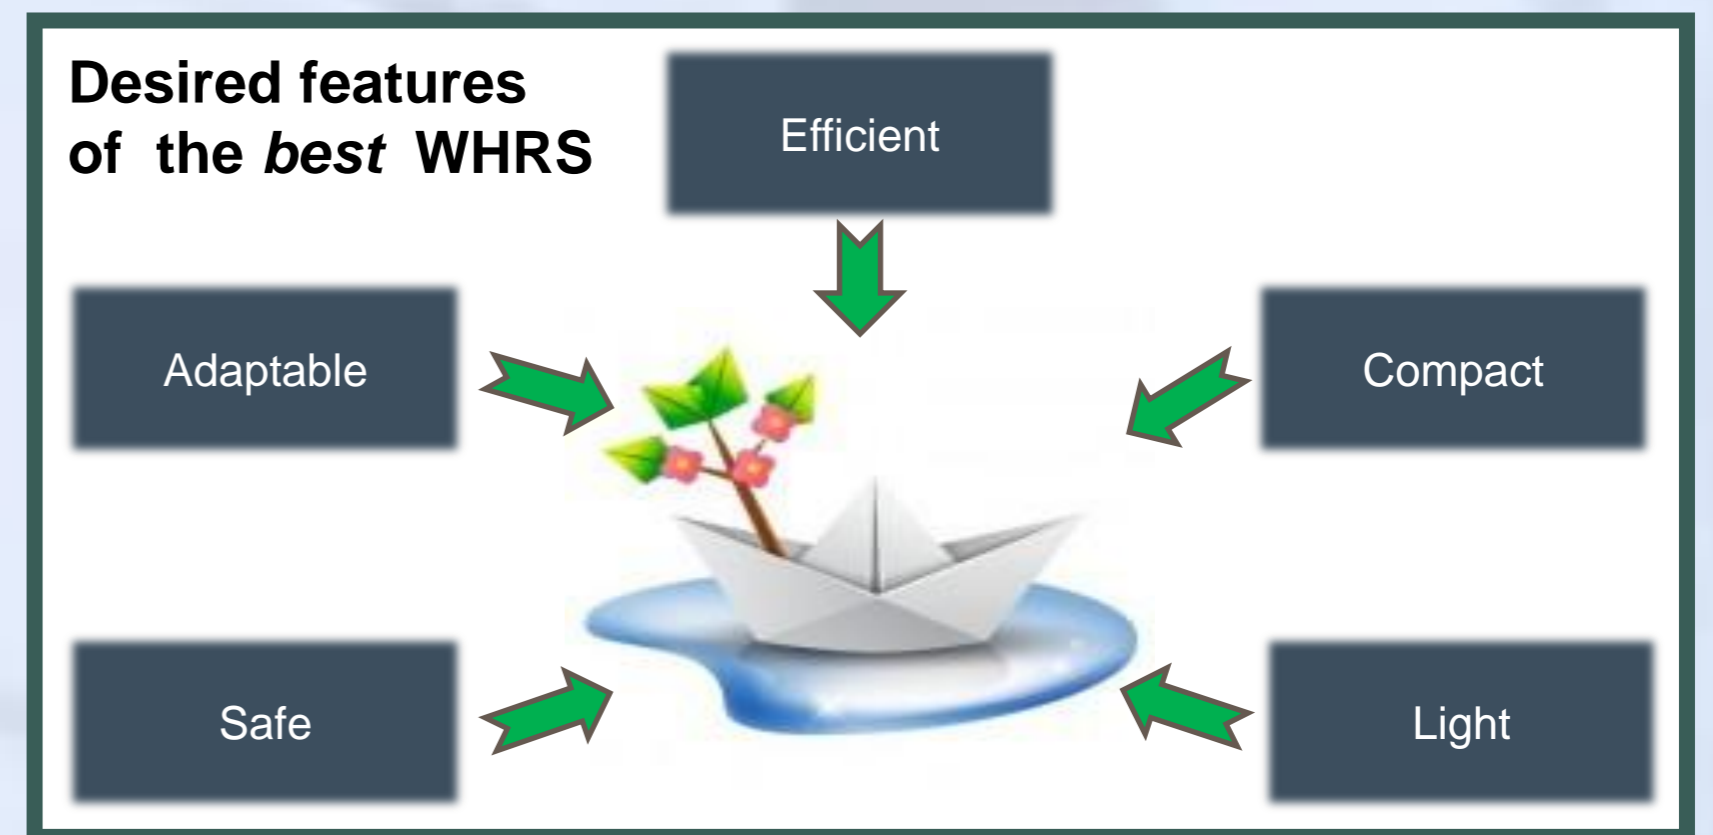 Desired features
of the best WHRS
Efficient
Adaptable
Compact
Safe
Light